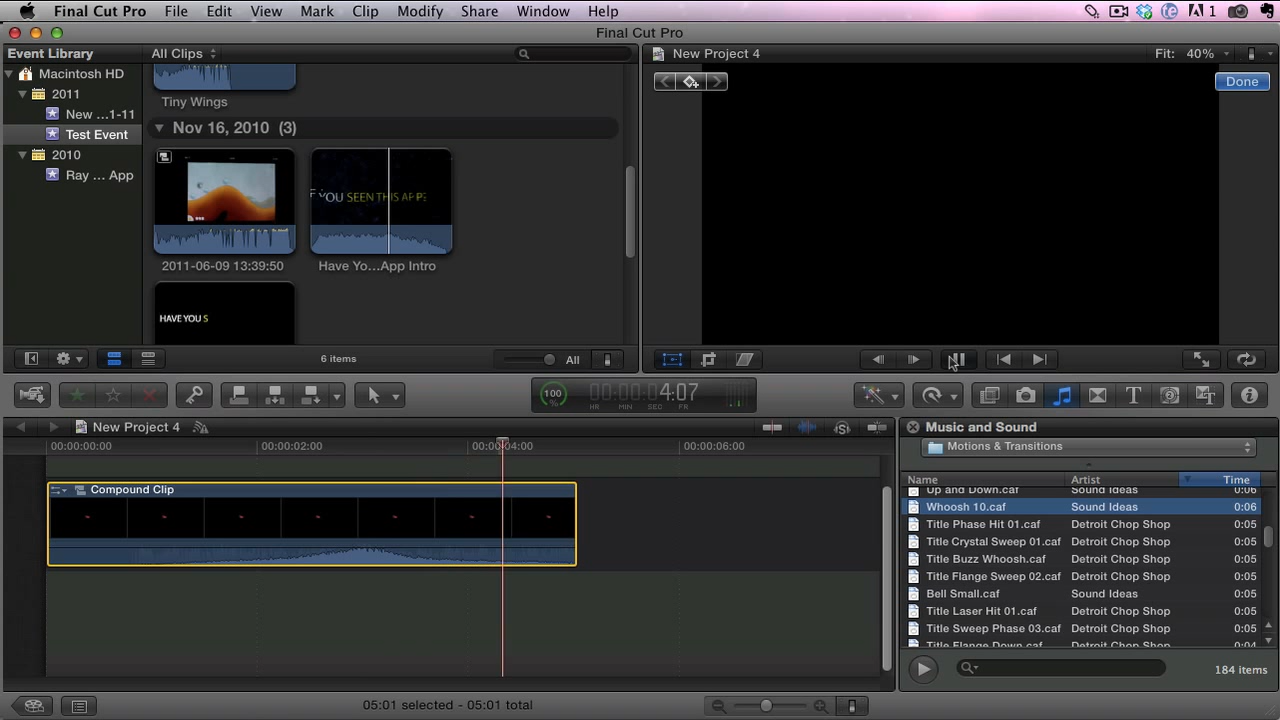 Final Cut Pro File Edit View Mark Clip Modify Share Window Help 1
Final Cut Pro
Event Library
All Clips
New Project 4
Fit: 40%
Macintosh HD
2011
New ...1-11
Test Event
2010
Ray ... App
Tiny Wings
Nov 16, 2010 (3)
YOU SEEN THIS APP?
2011-06-09 13:39:50
Have Yo...App Intro
HAVE YOU S
Done
6 items
All
100
%
00:00:04:07
HR MIN SEC FR
New Project 4
00:00:00:00
00:00:02:00
00:00:04:00
00:00:06:00
Compound Clip
Music and Sound
Motions & Transitions
Name Artist Time
Up and Down.caf Sound Ideas 0:06
Whoosh 10.caf Sound Ideas 0:06
Title Phase Hit 01.caf Detroit Chop Shop 0:05
Title Crystal Sweep 01.caf Detroit Chop Shop 0:05
Title Buzz Whoosh.caf Detroit Chop Shop 0:05
Title Flange Sweep 02.caf Detroit Chop Shop 0:05
Bell Small.caf Sound Ideas 0:05
Title Laser Hit 01.caf Detroit Chop Shop 0:05
Title Sweep Phase 03.caf Detroit Chop Shop 0:05
Title Flange Down.caf Detroit Chop Shop 0:04
184 items
05:01 selected - 05:01 total